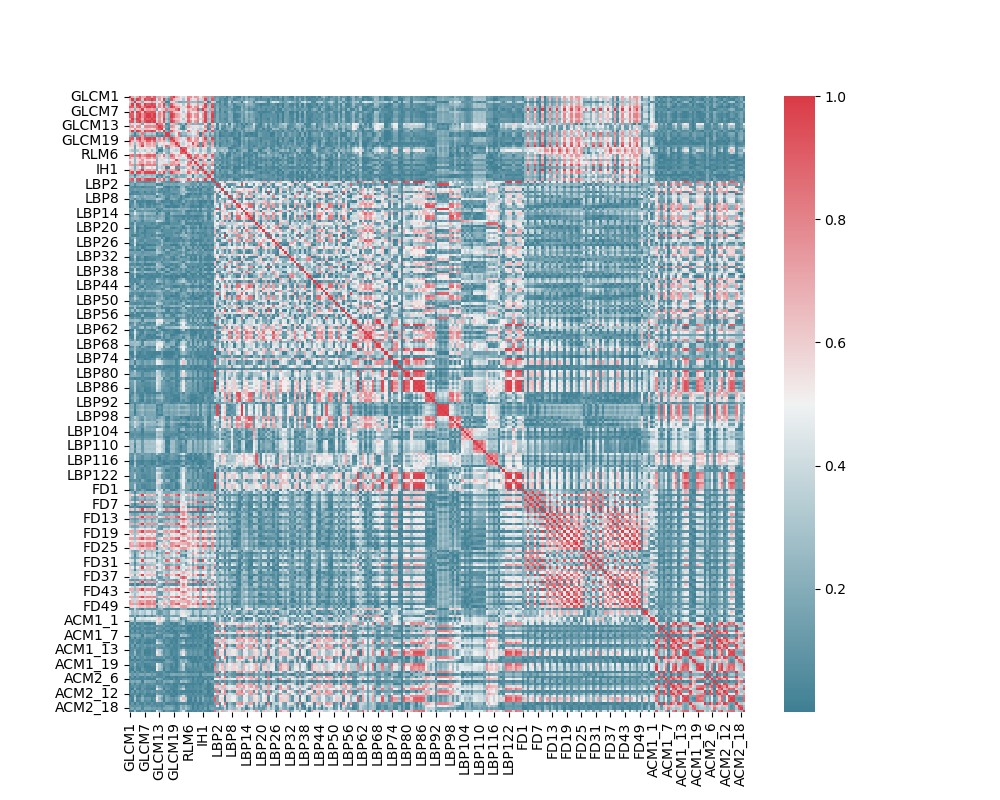 GLCM1
GLCM7
GLCM13
GLCM19
RLM6
IH1
LBP2
LBP8
LBP14
LBP20
LBP26
LBP32
LBP38
LBP44
LBP50
LBP56
LBP62
LBP68
LBP74
LBP80
LBP86
LBP92
LBP98
LBP104
LBP110
LBP116
LBP122
FD1
FD7
FD13
FD19
FD25
FD31
FD37
FD43
FD49
ACM1_1
ACM1_7
ACM1_13
ACM1_19
ACM2_6
ACM2_12
ACM2_18
GLCM1
GLCM7
GLCM13
GLCM19
RLM6
IH1
LBP2
LBP8
LBP14
LBP20
LBP26
LBP32
LBP38
LBP44
LBP50
LBP56
LBP62
LBP68
LBP74
LBP80
LBP86
LBP92
LBP98
LBP104
LBP110
LBP116
LBP122
FD1
FD7
FD13
FD19
FD25
FD31
FD37
FD43
FD49
ACM1_1
ACM1_7
ACM1_13
ACM1_19
ACM2_6
ACM2_12
ACM2_18
1.0
0.8
0.6
0.4
0.2